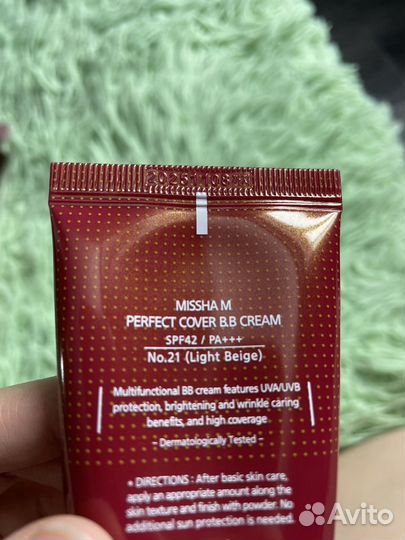 MISSHA M
PERFECT COVER B.B CREAM
SPF42 / PA+++
No.21 (Light Beige)
Multifunctional BB cream features UVA/UVB
protection, brightening and wrinkle caring
benefits, and high coverage
– Dermatologically Tested –
• DIRECTIONS : After basic skin care,
apply an appropriate amount along the
skin texture and finish with powder. No
additional sun protection is needed.
Avito